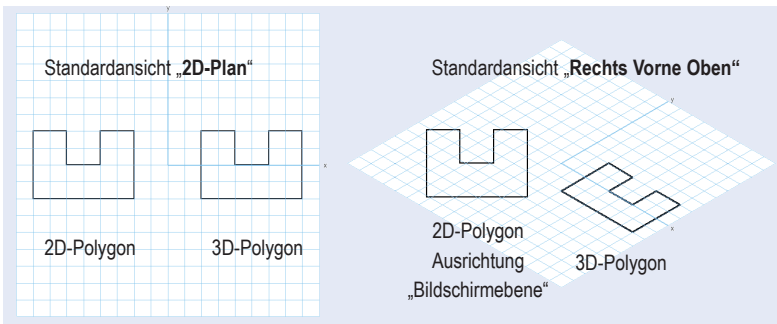 y
Standardansicht „2D-Plan“
x
2D-Polygon
3D-Polygon
Standardansicht „Rechts Vorne Oben“
y
x
2D-Polygon
Ausrichtung
„Bildschirmebene“
3D-Polygon